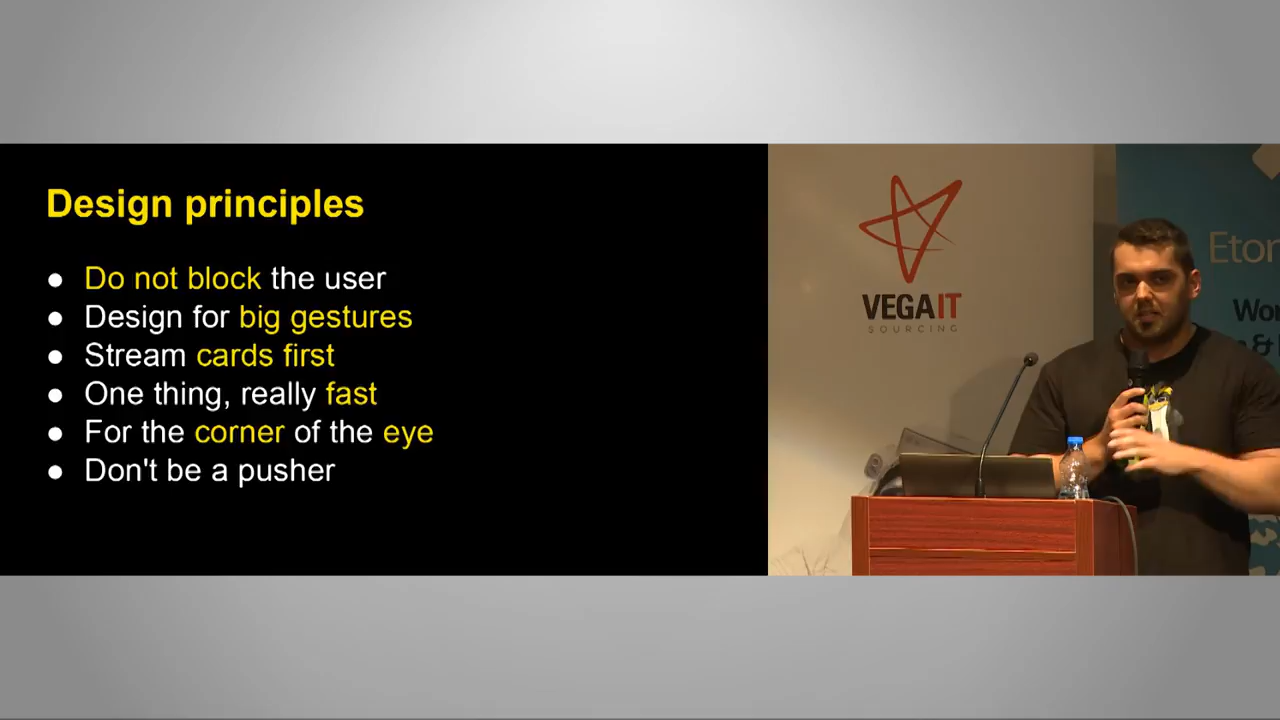 Design principles
● Do not block the user
● Design for big gestures
● Stream cards first
● One thing, really fast
● For the corner of the eye
● Don't be a pusher
VEGAIT
SOURCING